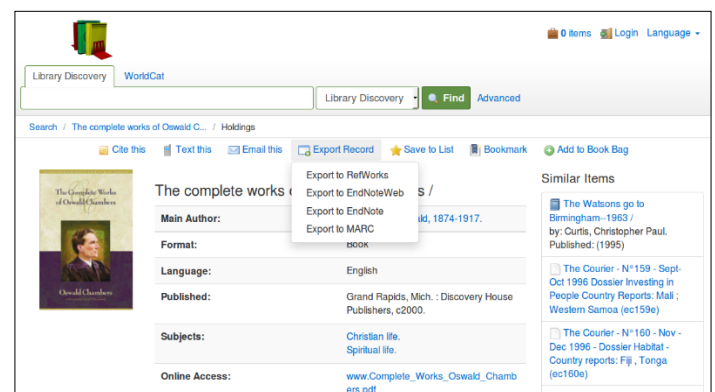 0 items Login Language
Library Discovery WorldCat
Library Discovery Find Advanced
Search / The complete works of Oswald C... / Holdings
Cite this Text this Email this Export Record Save to List Bookmark Add to Book Bag
Export to RefWorks
Export to EndNoteWeb
Export to EndNote
Export to MARC
The Complete Works
of Oswald Chambers
Oswald Chambers
The complete works s /
Main Author: ld, 1874-1917.
Format: Book
Language: English
Published: Grand Rapids, Mich. : Discovery House
Publishers, c2000.
Subjects: Christian life.
Spiritual life.
Online Access: www.Complete_Works_Oswald_Chamb
ers.pdf
Similar Items
The Watsons go to
Birmingham--1963 /
by: Curtis, Christopher Paul.
Published: (1995)
The Courier - N°159 - Sept-
Oct 1996 Dossier Investing in
People Country Reports: Mali ;
Western Samoa (ec159e)
The Courier - N°160 - Nov -
Dec 1996 - Dossier Habitat -
Country reports: Fiji , Tonga
(ec160e)